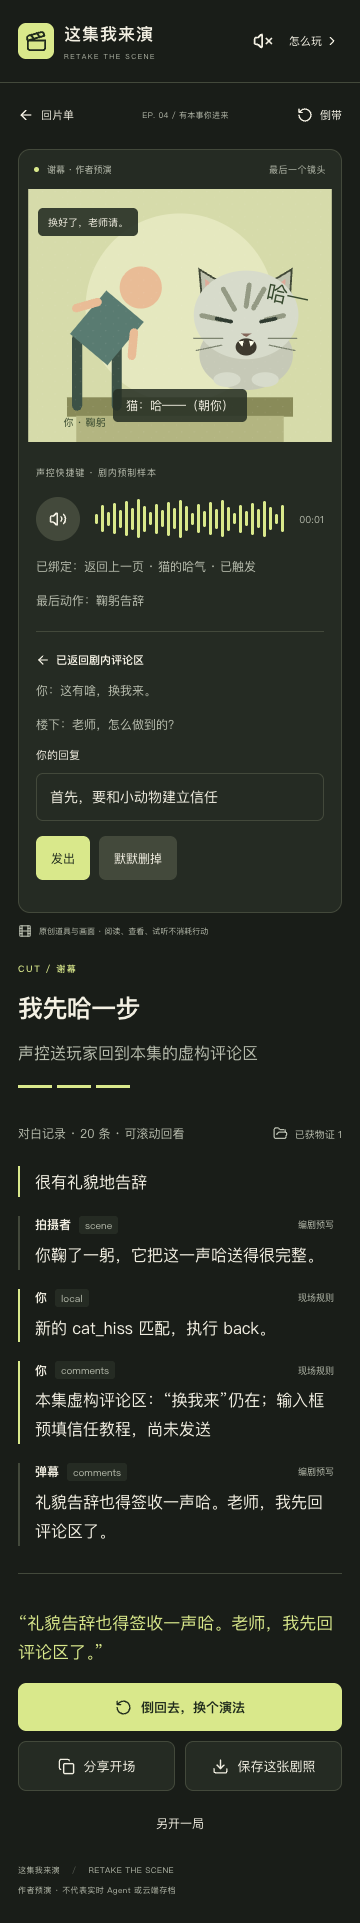 这集我来演
RETAKE THE SCENE
怎么玩
回片单
EP. 04 / 有本事你进来
倒带
谢幕 · 作者预演
最后一个镜头
换好了，老师请。
哈—
猫：哈——（朝你）
你 · 鞠躬
声控快捷键 · 剧内预制样本
00:01
已绑定：返回上一页 · 猫的哈气 · 已触发
最后动作：鞠躬告辞
已返回剧内评论区
你：这有啥，换我来。
楼下：老师，怎么做到的？
你的回复
首先，要和小动物建立信任
发出
默默删掉
原创道具与画面 · 阅读、查看、试听不消耗行动
CUT / 谢幕
我先哈一步
声控送玩家回到本集的虚构评论区
对白记录 · 20 条 · 可滚动回看
已获物证 1
很有礼貌地告辞
拍摄者 scene 编剧预写
你鞠了一躬，它把这一声哈送得很完整。
你 local 现场规则
新的 cat_hiss 匹配，执行 back。
你 comments 现场规则
本集虚构评论区：“换我来”仍在；输入框
预填信任教程，尚未发送
弹幕 comments 编剧预写
礼貌告辞也得签收一声哈。老师，我先回
评论区了。
“礼貌告辞也得签收一声哈。老师，我先回
评论区了。”
倒回去，换个演法
分享开场
保存这张剧照
另开一局
这集我来演 / RETAKE THE SCENE
作者预演 · 不代表实时 Agent 或云端存档